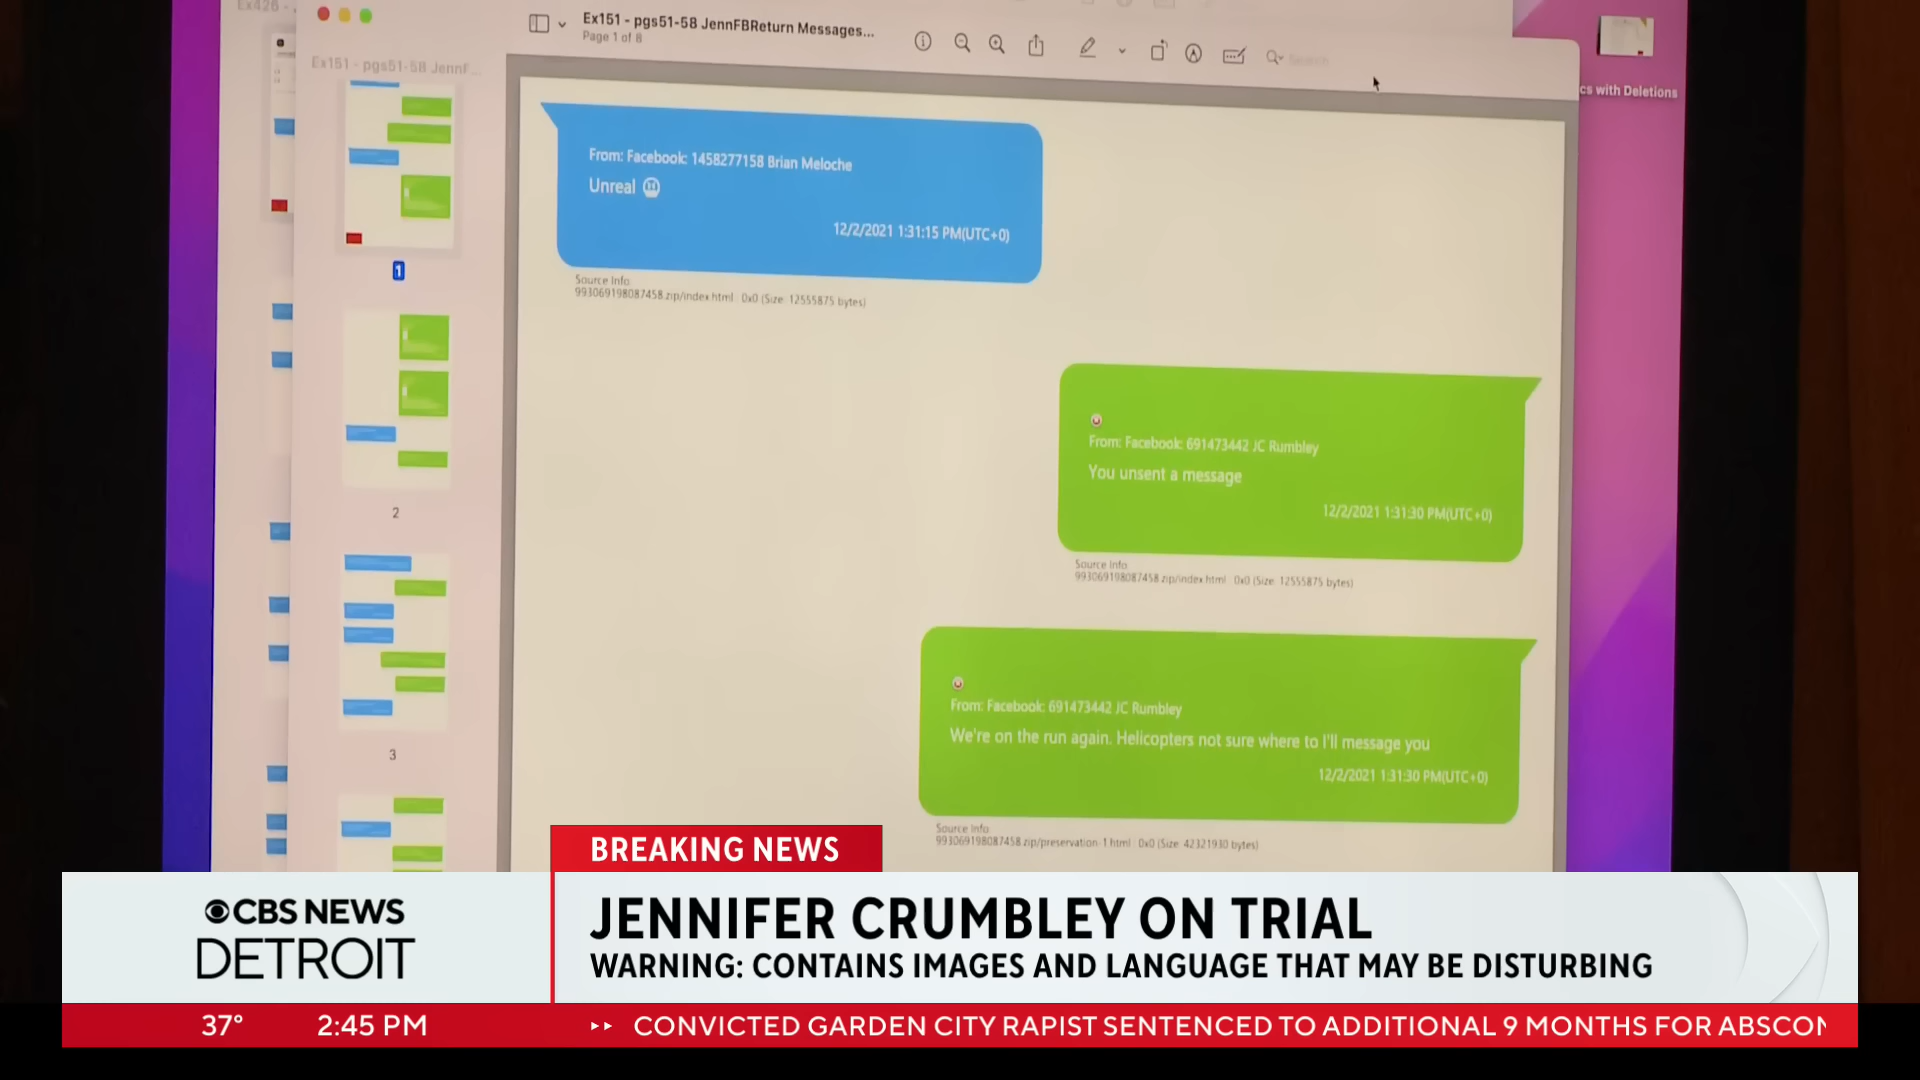 Ex426 -
Ex151 - pgs51-58 JennFBReturn Messages...
Page 1 of 8
Search
Ex151 - pgs51-58 JennF...
cs with Deletions
From: Facebook: 1458277158 Brian Meloche
Unreal
12/2/2021 1:31:15 PM(UTC+0)
Source Info
993069198087458.zip/index.html : 0x0 (Size: 12555875 bytes)
1
From: Facebook: 691473442 JC Rumbley
You unsent a message
12/2/2021 1:31:30 PM(UTC+0)
Source Info
993069198087458.zip/index.html : 0x0 (Size: 12555875 bytes)
2
From: Facebook: 691473442 JC Rumbley
We're on the run again. Helicopters not sure where to I'll message you
12/2/2021 1:31:30 PM(UTC+0)
Source Info
993069198087458.zip/preservation-1.html : 0x0 (Size: 42321930 bytes)
3
BREAKING NEWS
CBS NEWS
DETROIT
JENNIFER CRUMBLEY ON TRIAL
WARNING: CONTAINS IMAGES AND LANGUAGE THAT MAY BE DISTURBING
37° 2:45 PM
CONVICTED GARDEN CITY RAPIST SENTENCED TO ADDITIONAL 9 MONTHS FOR ABSCON